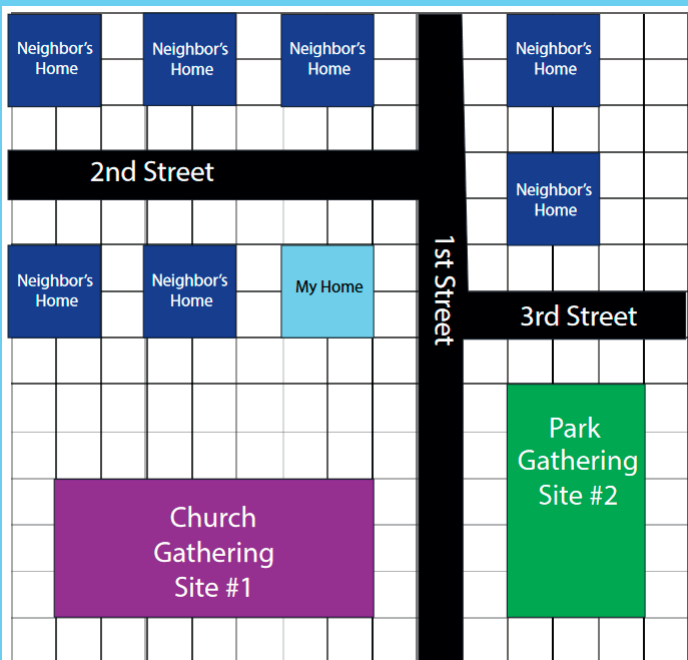 Neighbor's
Home
Neighbor's
Home
Neighbor's
Home
Neighbor's
Home
2nd Street
Neighbor's
Home
Neighbor's
Home
Neighbor's
Home
My Home
1st Street
3rd Street
Park
Gathering
Site #2
Church
Gathering
Site #1